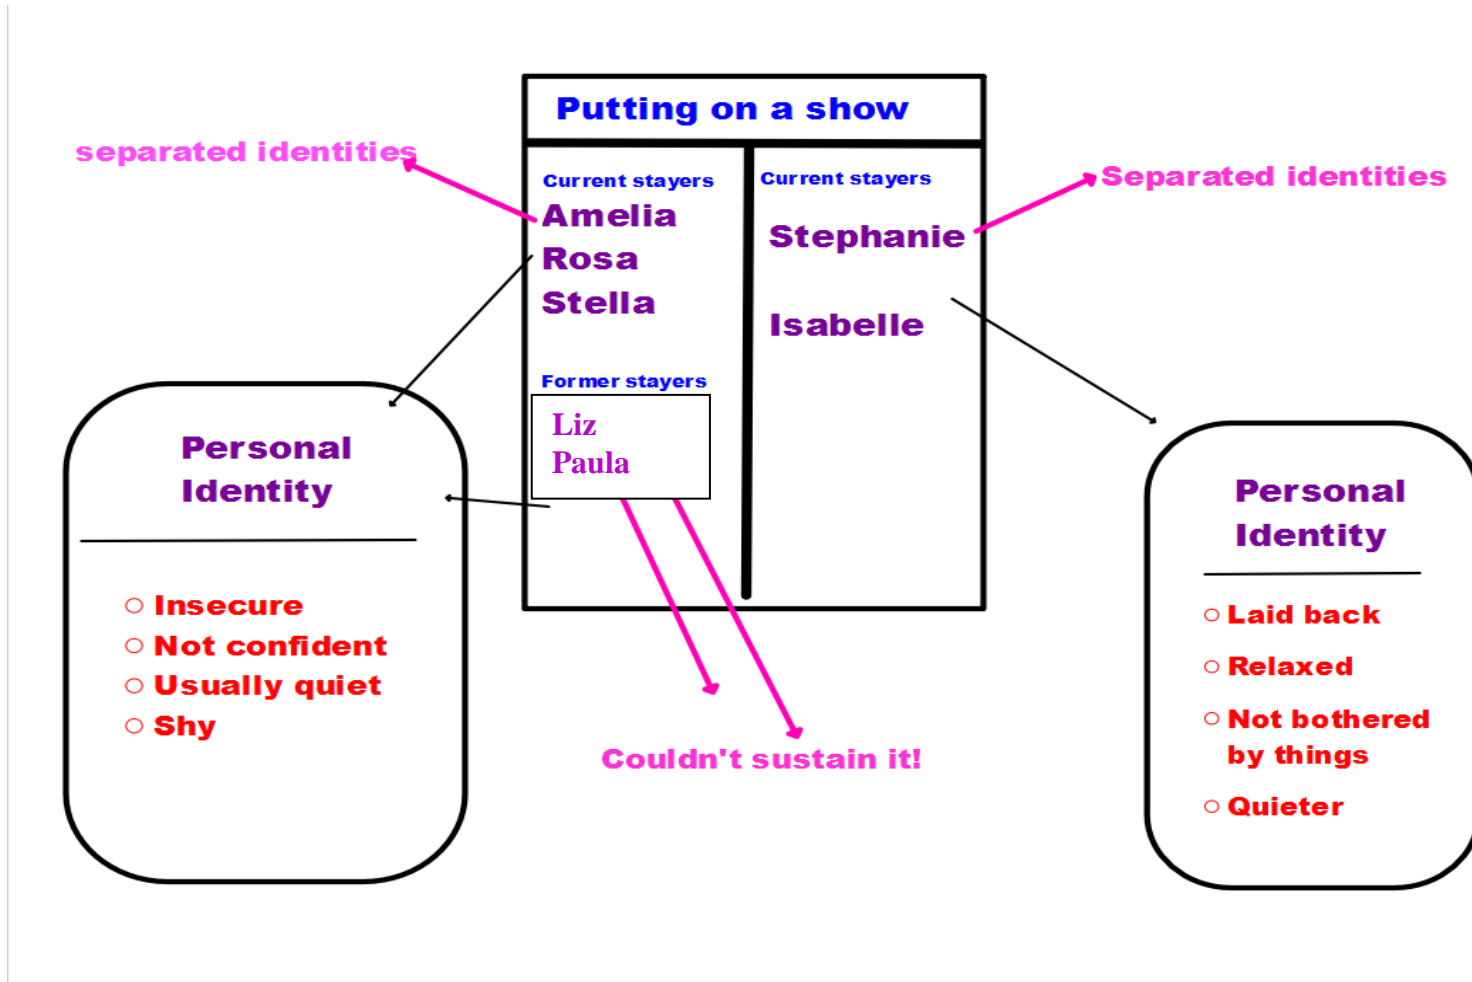 Putting on a show
separated identities
Current stayers
Amelia
Rosa
Stella
Former stayers
Liz
Paula
Current stayers
Stephanie
Isabelle
Separated identities
Personal
Identity
Insecure
Not confident
Usually quiet
Shy
Couldn't sustain it!
Personal
Identity
Laid back
Relaxed
Not bothered
by things
Quieter